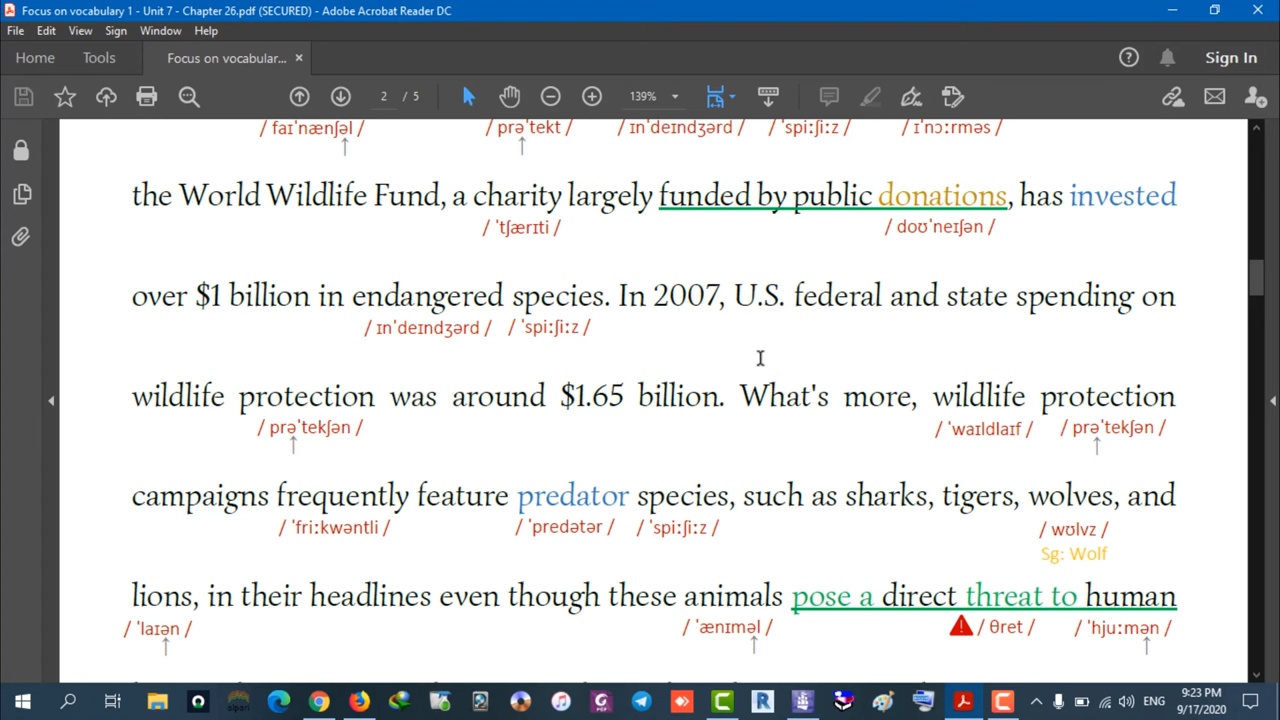 Focus on vocabulary 1 - Unit 7 - Chapter 26.pdf (SECURED) - Adobe Acrobat Reader DC
File Edit View Sign Window Help
Home Tools Focus on vocabular... × Sign In
2 / 5 139%
/ faɪˈnænʃəl / / prəˈtekt / / ɪnˈdeɪndʒərd / / ˈspiːʃiːz / / ɪˈnɔːrməs /
the World Wildlife Fund, a charity largely funded by public donations, has invested
/ ˈtʃærɪti / / doʊˈneɪʃən /
over $1 billion in endangered species. In 2007, U.S. federal and state spending on
/ ɪnˈdeɪndʒərd / / ˈspiːʃiːz /
wildlife protection was around $1.65 billion. What's more, wildlife protection
/ prəˈtekʃən / / ˈwaɪldlaɪf / / prəˈtekʃən /
campaigns frequently feature predator species, such as sharks, tigers, wolves, and
/ ˈfriːkwəntli / / ˈpredətər / / ˈspiːʃiːz / / wʊlvz /
Sg: Wolf
lions, in their headlines even though these animals pose a direct threat to human
/ ˈlaɪən / / ˈænɪməl / / θret / / ˈhjuːmən /
ENG
9:23 PM
9/17/2020